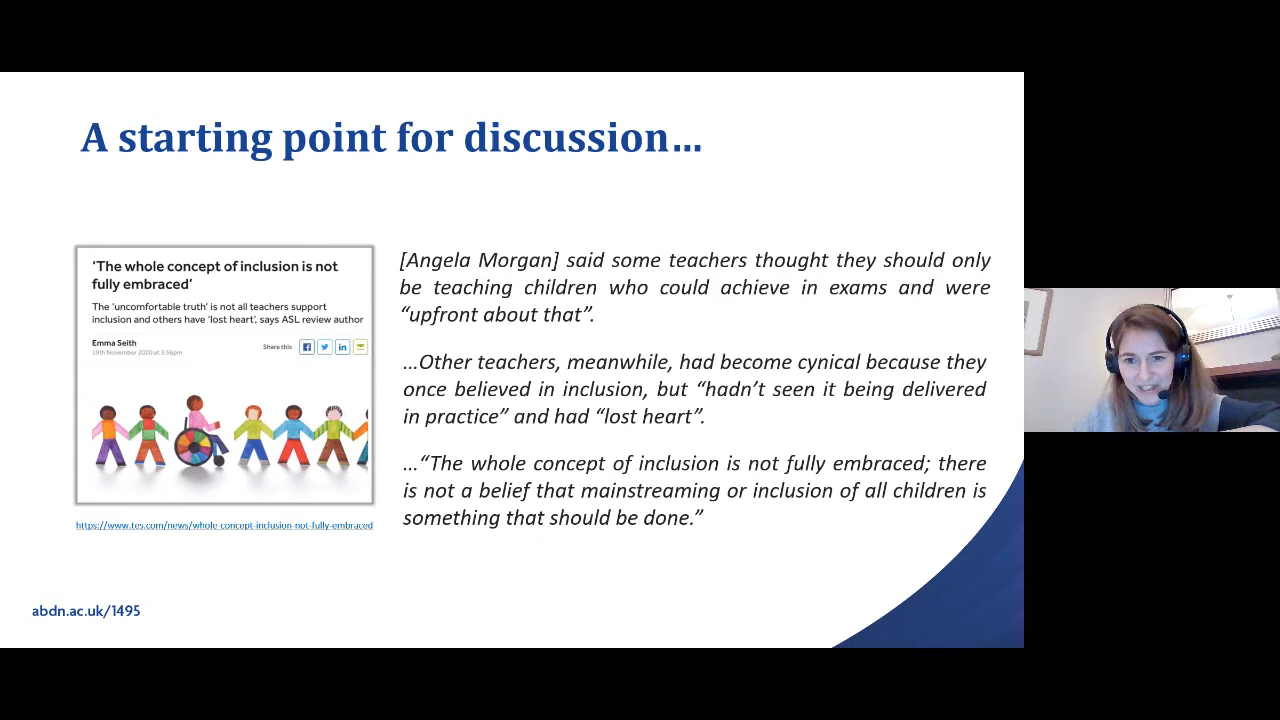 A starting point for discussion…
‘The whole concept of inclusion is not
fully embraced’
The ‘uncomfortable truth’ is not all teachers support
inclusion and others have ‘lost heart’, says ASL review author
Emma Seith
19th November 2020 at 3:56pm
Share this
https://www.tes.com/news/whole-concept-inclusion-not-fully-embraced
[Angela Morgan] said some teachers thought they should only
be teaching children who could achieve in exams and were
“upfront about that”.
…Other teachers, meanwhile, had become cynical because they
once believed in inclusion, but “hadn’t seen it being delivered
in practice” and had “lost heart”.
…“The whole concept of inclusion is not fully embraced; there
is not a belief that mainstreaming or inclusion of all children is
something that should be done.”
abdn.ac.uk/1495